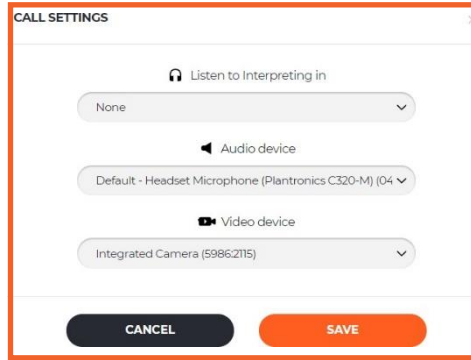 CALL SETTINGS
Listen to Interpreting in
None
Audio device
Default - Headset Microphone (Plantronics C320-M) (04
Video device
Integrated Camera (5986:2115)
CANCEL
SAVE